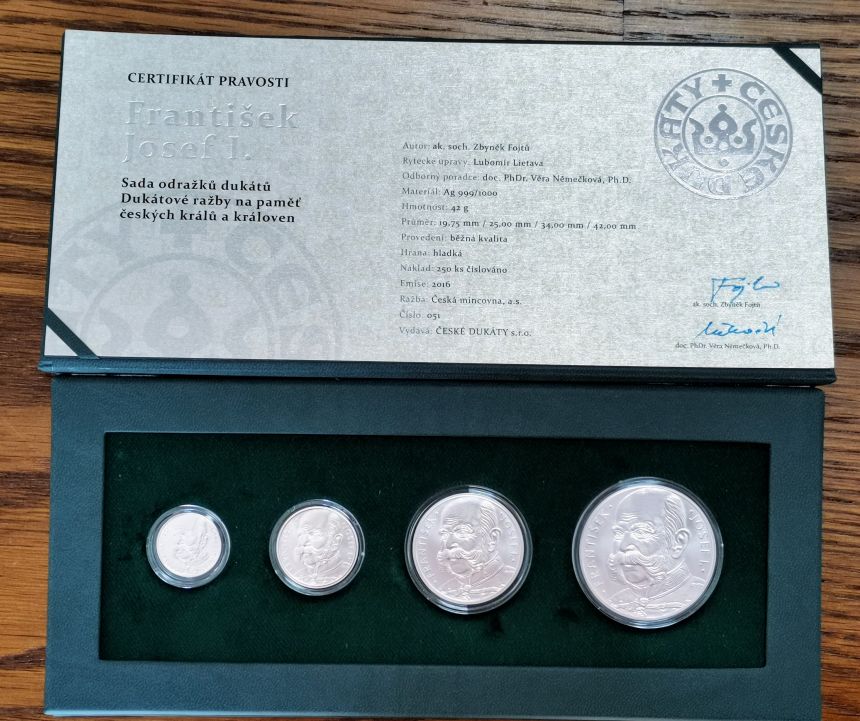 CERTIFIKÁT PRAVOSTI
František
Josef I.
Sada odražků dukátů
Dukátové ražby na paměť
českých králů a královen
Autor: ak. soch. Zbyněk Fojtů
Rytecké úpravy: Lubomír Lietava
Odborný poradce: doc. PhDr. Věra Němečková, Ph.D.
Materiál: Ag 999/1000
Hmotnost: 42 g
Průměr: 19,75 mm / 25,00 mm / 34,00 mm / 42,00 mm
Provedení: běžná kvalita
Hrana: hladká
Náklad: 250 ks číslováno
Emise: 2016
Ražba: Česká mincovna, a.s.
Číslo: 051
Vydává: ČESKÉ DUKÁTY s.r.o.
ČESKÉ DUKÁTY
ak. soch. Zbyněk Fojtů
doc. PhDr. Věra Němečková, Ph.D.
FRANTIŠEK JOSEF I.
FRANTIŠEK JOSEF I.